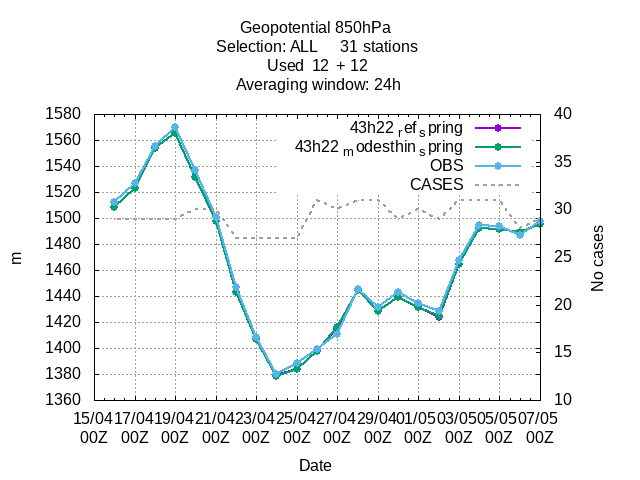 Geopotential 850hPa
Selection: ALL 31 stations
Used 12 + 12
Averaging window: 24h
43h22 ref spring
43h22 modesthin spring
OBS
CASES
1580
1560
1540
1520
1500
1480
1460
1440
1420
1400
1380
1360
m
40
35
30
25
20
15
10
No cases
15/04 17/04 19/04 21/04 23/04 25/04 27/04 29/04 01/05 03/05 05/05 07/05
00Z 00Z 00Z 00Z 00Z 00Z 00Z 00Z 00Z 00Z 00Z 00Z
Date